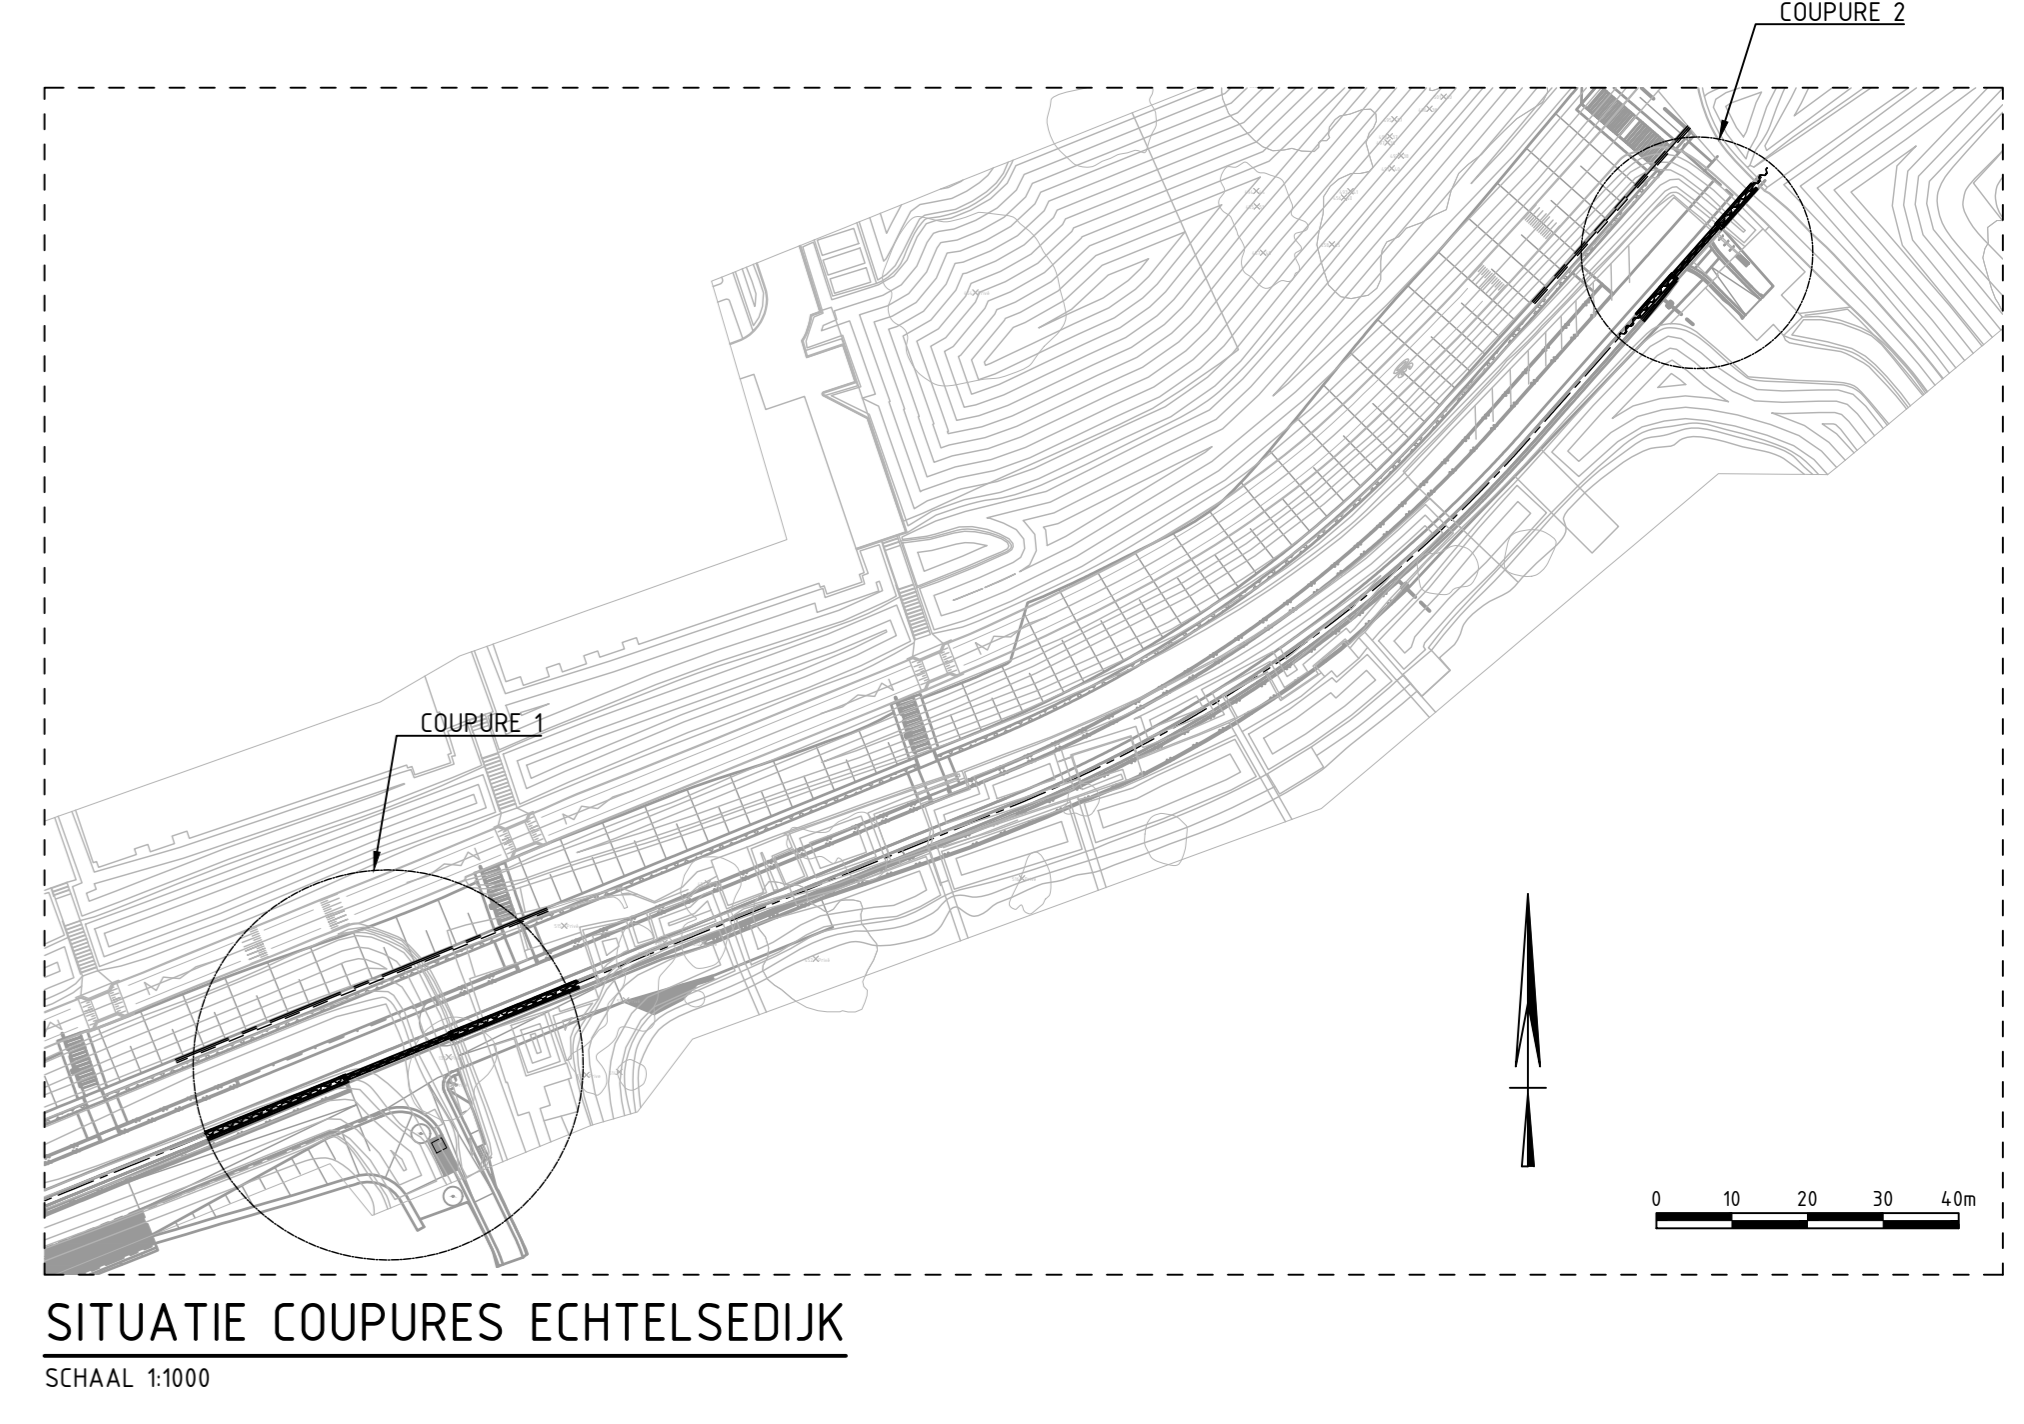 COUPURE 2
COUPURE 1
0 10 20 30 40m
SITUATIE COUPURES ECHTELSEDIJK
SCHAAL 1:1000